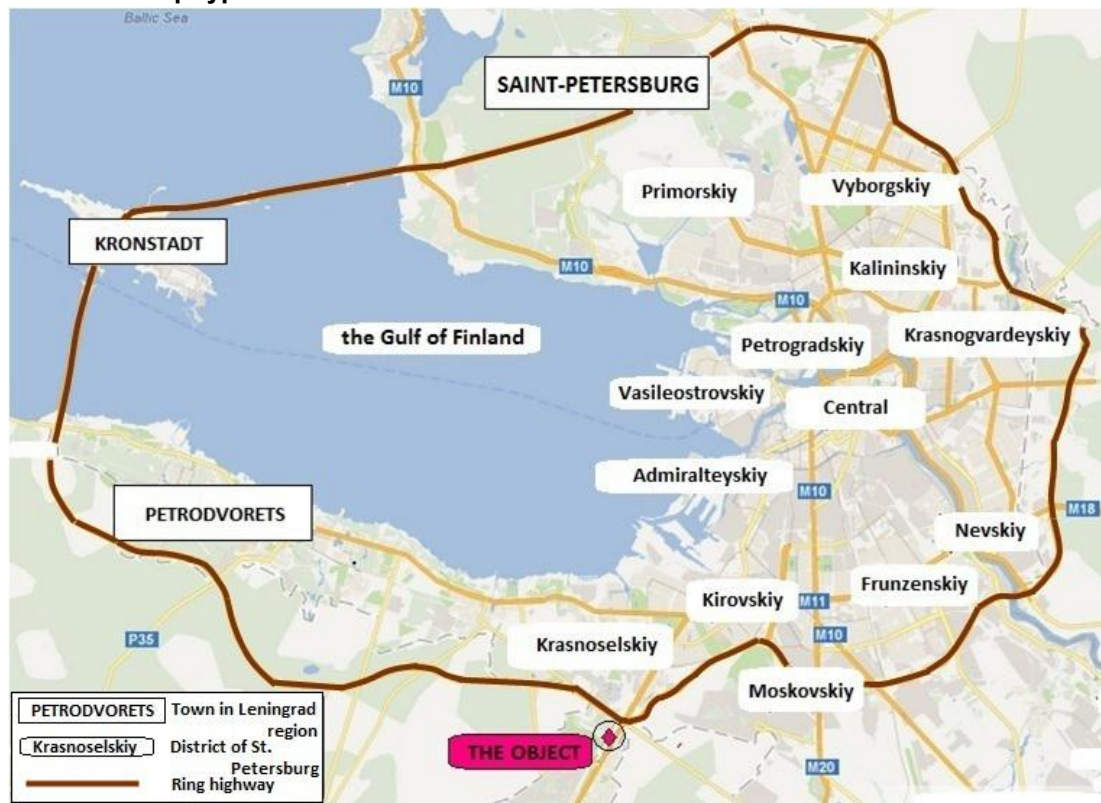 Baltic Sea
M10
SAINT-PETERSBURG
Primorskiy
Vyborgskiy
KRONSTADT
M10
Kalininskiy
M10
the Gulf of Finland
Petrogradskiy
Krasnogvardeyskiy
Vasileostrovskiy
Central
Admiralteyskiy
M10
M18
PETRODVORETS
Nevskiy
Frunzenskiy
Kirovskiy
M11
P35
M10
Krasnoselskiy
Moskovskiy
THE OBJECT
M20
PETRODVORETS Town in Leningrad
region
Krasnoselskiy District of St.
Petersburg
Ring highway